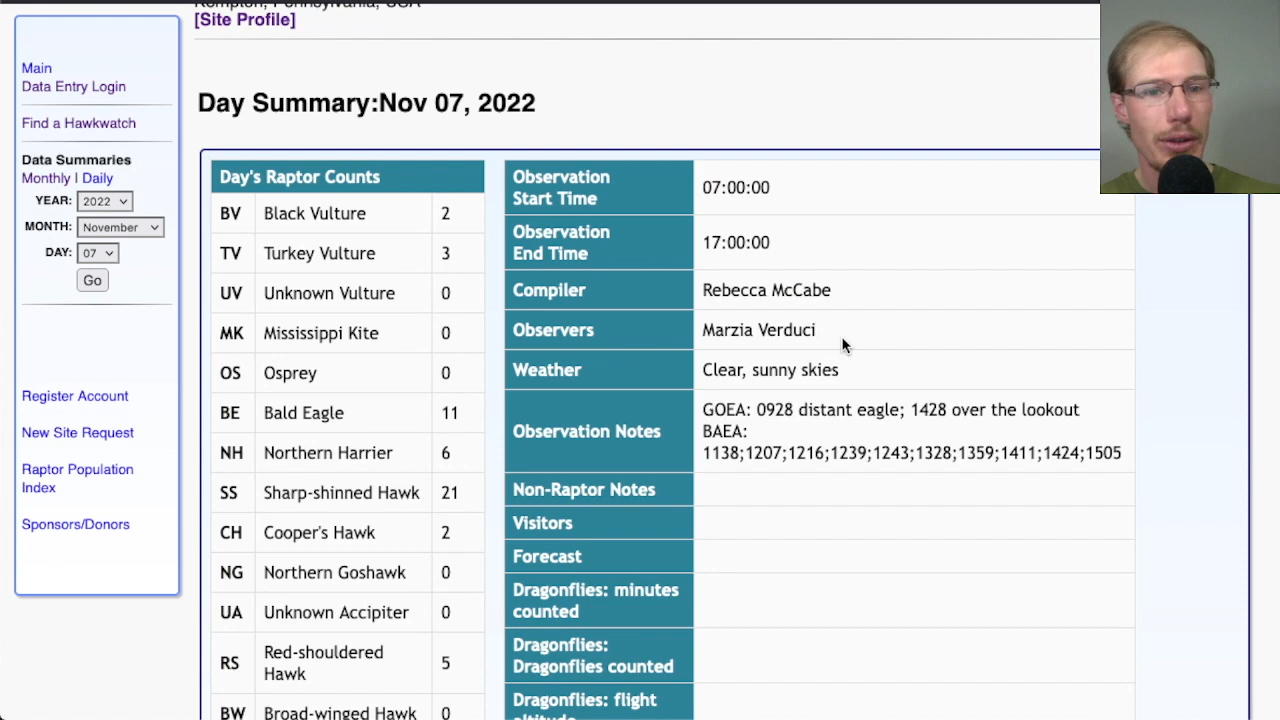 Kempton, Pennsylvania, USA
[Site Profile]
Main
Data Entry Login
Find a Hawkwatch
Data Summaries
Monthly | Daily
YEAR: 2022
MONTH: November
DAY: 07
Go
Register Account
New Site Request
Raptor Population
Index
Sponsors/Donors
Day Summary:Nov 07, 2022
Day's Raptor Counts
BV Black Vulture 2
TV Turkey Vulture 3
UV Unknown Vulture 0
MK Mississippi Kite 0
OS Osprey 0
BE Bald Eagle 11
NH Northern Harrier 6
SS Sharp-shinned Hawk 21
CH Cooper's Hawk 2
NG Northern Goshawk 0
UA Unknown Accipiter 0
RS Red-shouldered
Hawk 5
BW Broad-winged Hawk 0
Observation
Start Time 07:00:00
Observation
End Time 17:00:00
Compiler Rebecca McCabe
Observers Marzia Verduci
Weather Clear, sunny skies
Observation Notes
GOEA: 0928 distant eagle; 1428 over the lookout
BAEA:
1138;1207;1216;1239;1243;1328;1359;1411;1424;1505
Non-Raptor Notes
Visitors
Forecast
Dragonflies: minutes
counted
Dragonflies:
Dragonflies counted
Dragonflies: flight
altitude